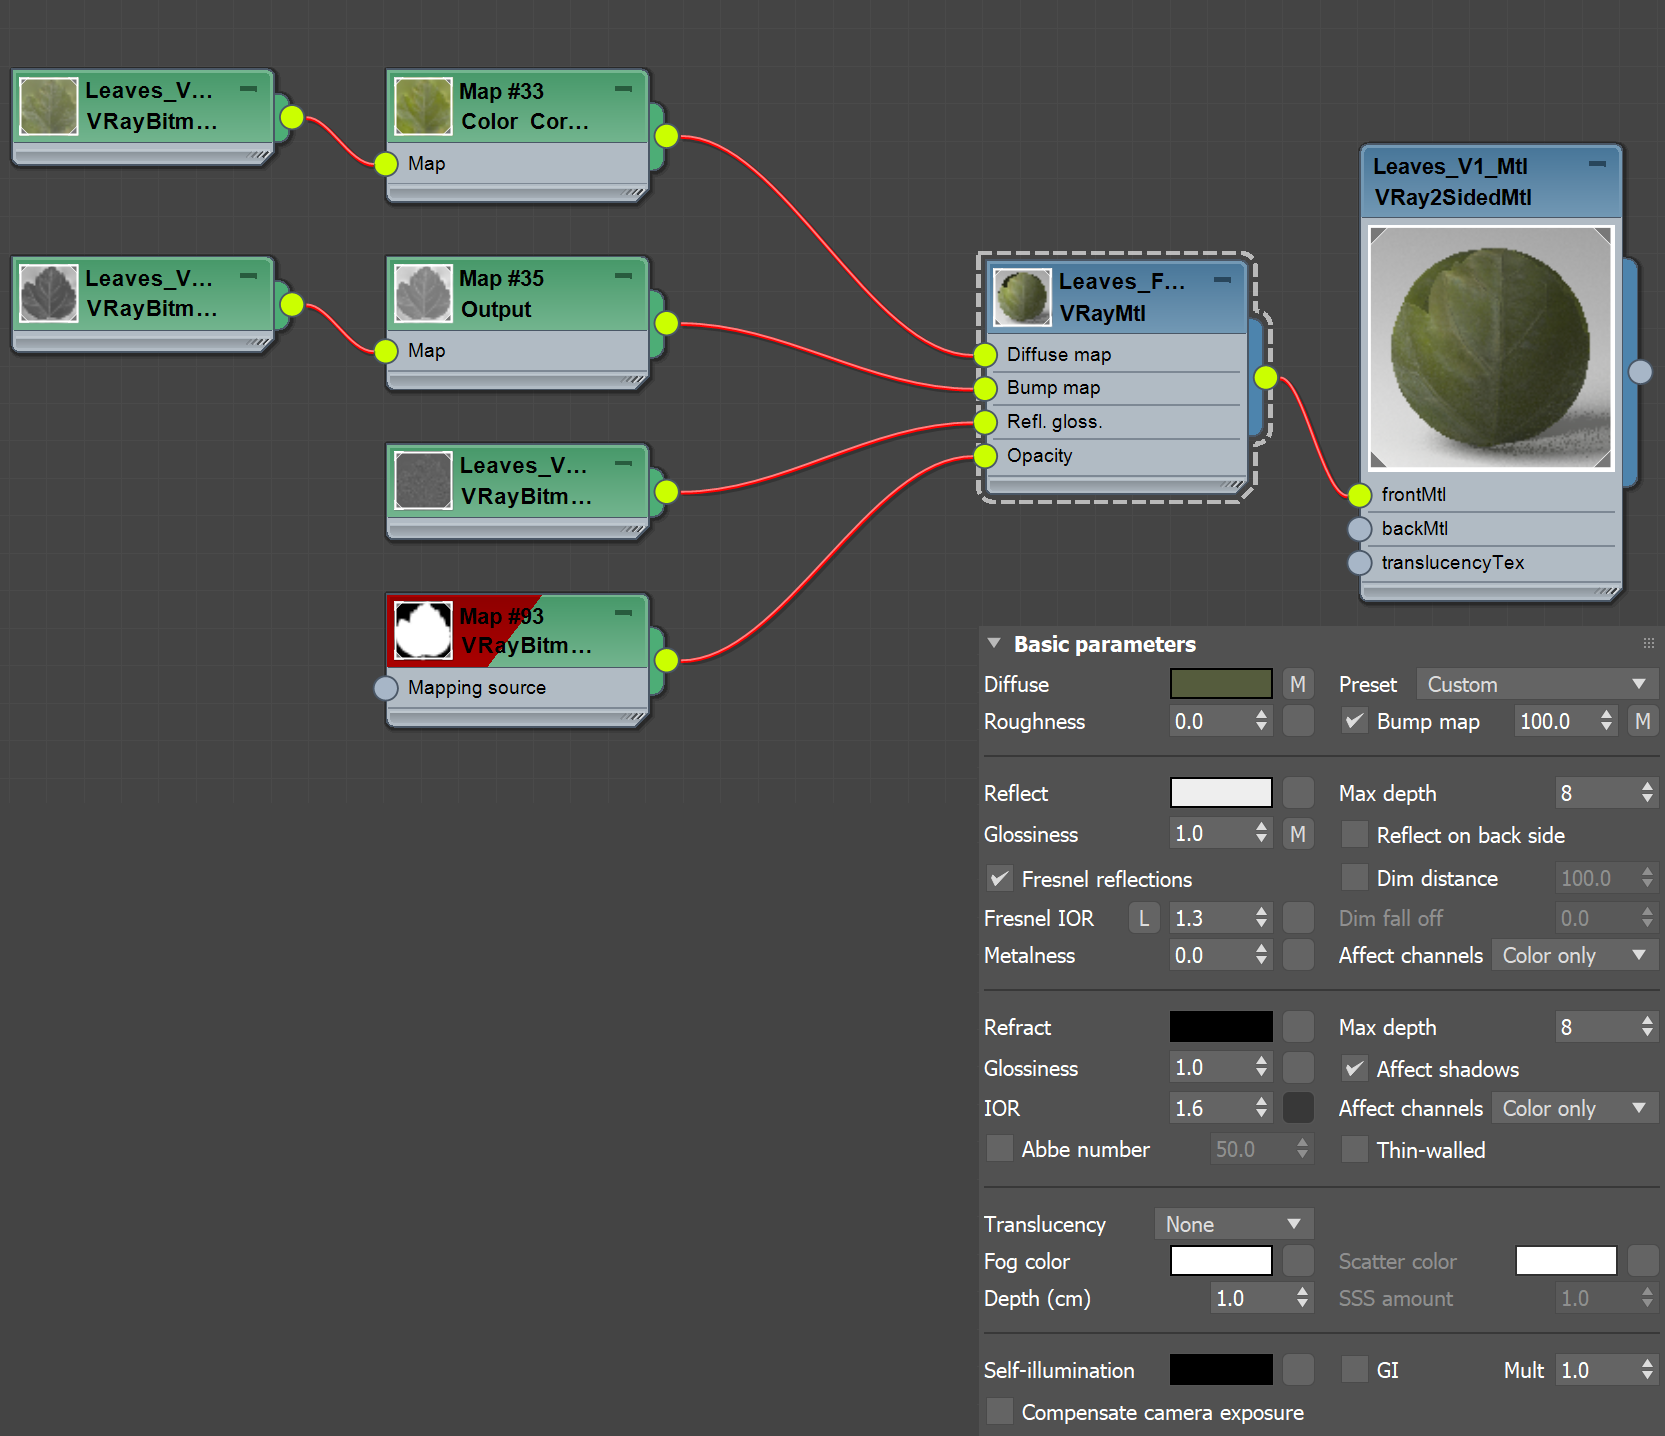 Leaves_V...
VRayBitm...
Map #33
Color Cor...
Map
Leaves_V...
VRayBitm...
Map #35
Output
Map
Leaves_V...
VRayBitm...
Map #93
VRayBitm...
Mapping source
Leaves_F...
VRayMtl
Diffuse map
Bump map
Refl. gloss.
Opacity
Leaves_V1_Mtl
VRay2SidedMtl
frontMtl
backMtl
translucencyTex
Basic parameters
Diffuse M Preset Custom
Roughness 0.0 Bump map 100.0 M
Reflect Max depth 8
Glossiness 1.0 M Reflect on back side
Fresnel reflections Dim distance 100.0
Fresnel IOR L 1.3 Dim fall off 0.0
Metalness 0.0 Affect channels Color only
Refract Max depth 8
Glossiness 1.0 Affect shadows
IOR 1.6 Affect channels Color only
Abbe number 50.0 Thin-walled
Translucency None
Fog color Scatter color
Depth (cm) 1.0 SSS amount 1.0
Self-illumination GI Mult 1.0
Compensate camera exposure